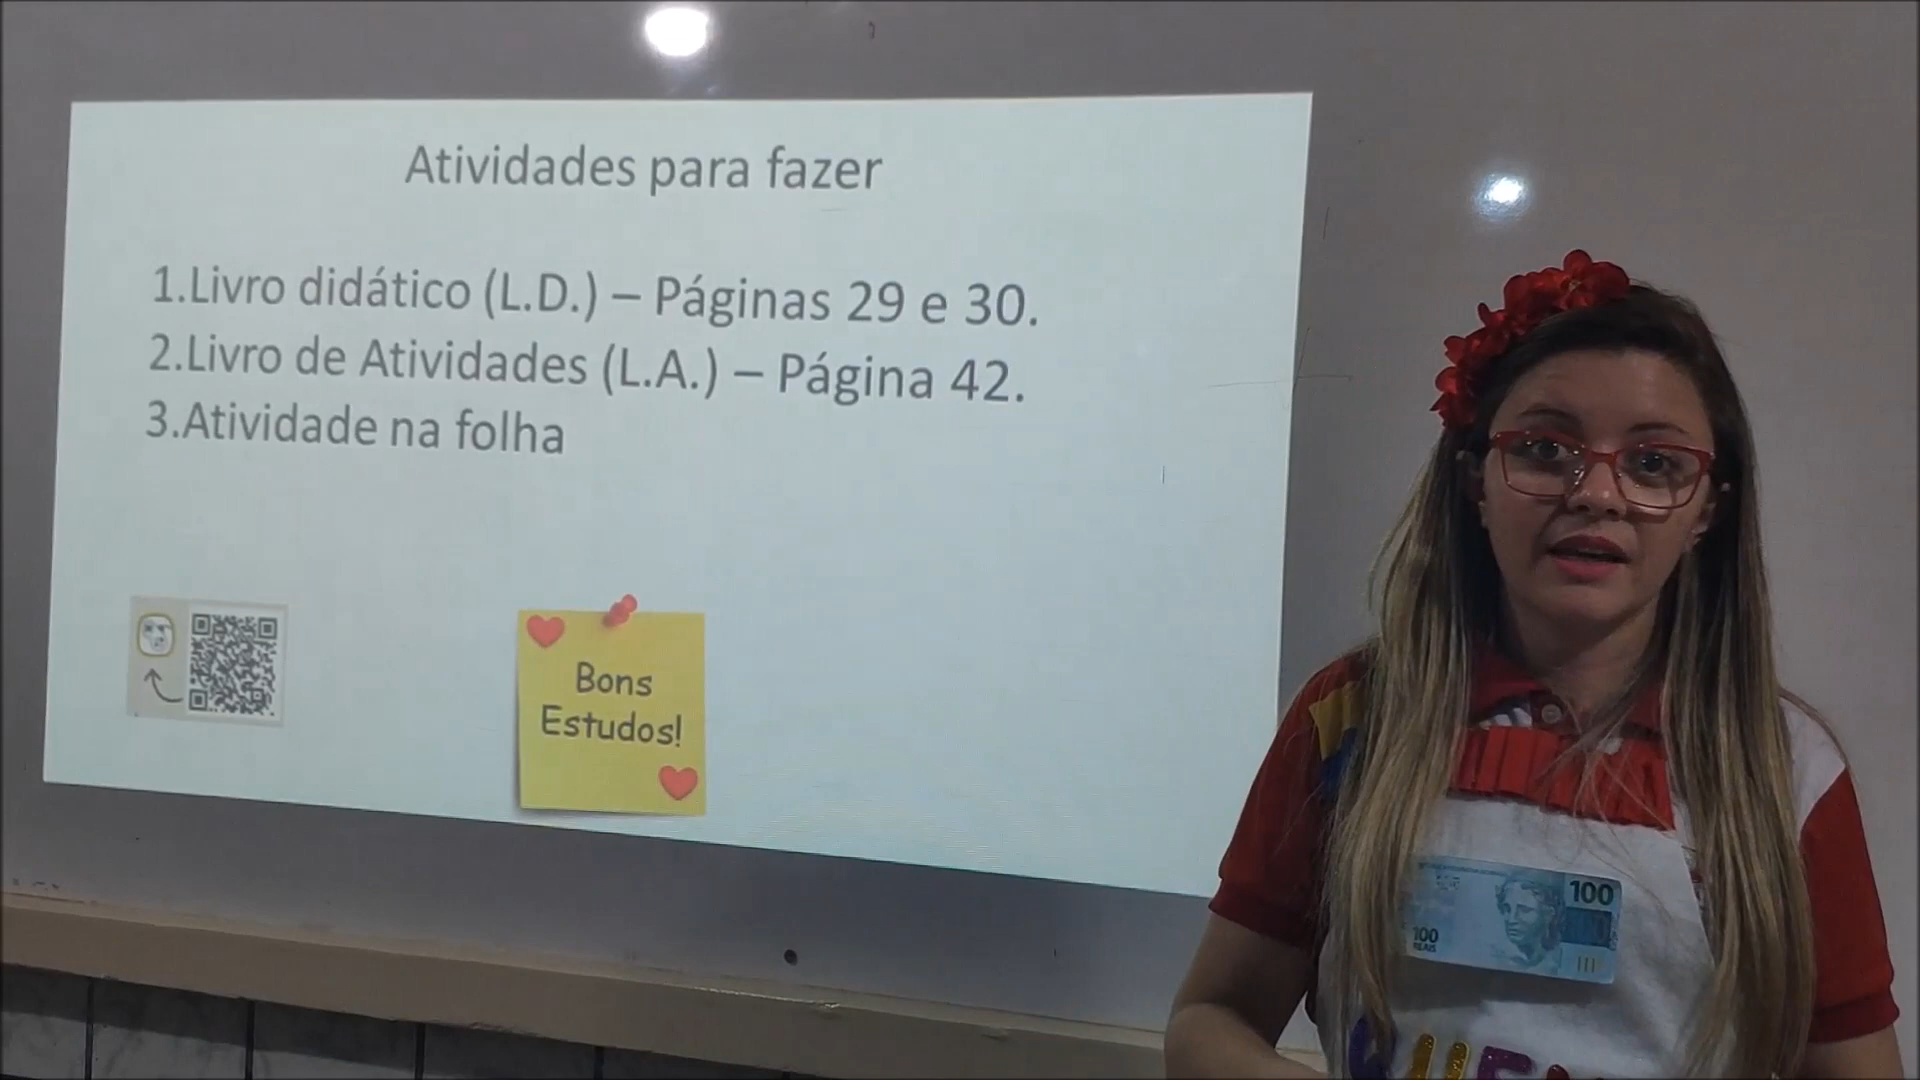 Atividades para fazer
1.Livro didático (L.D.) – Páginas 29 e 30.
2.Livro de Atividades (L.A.) – Página 42.
3.Atividade na folha
Bons
Estudos!
100
100
REAIS